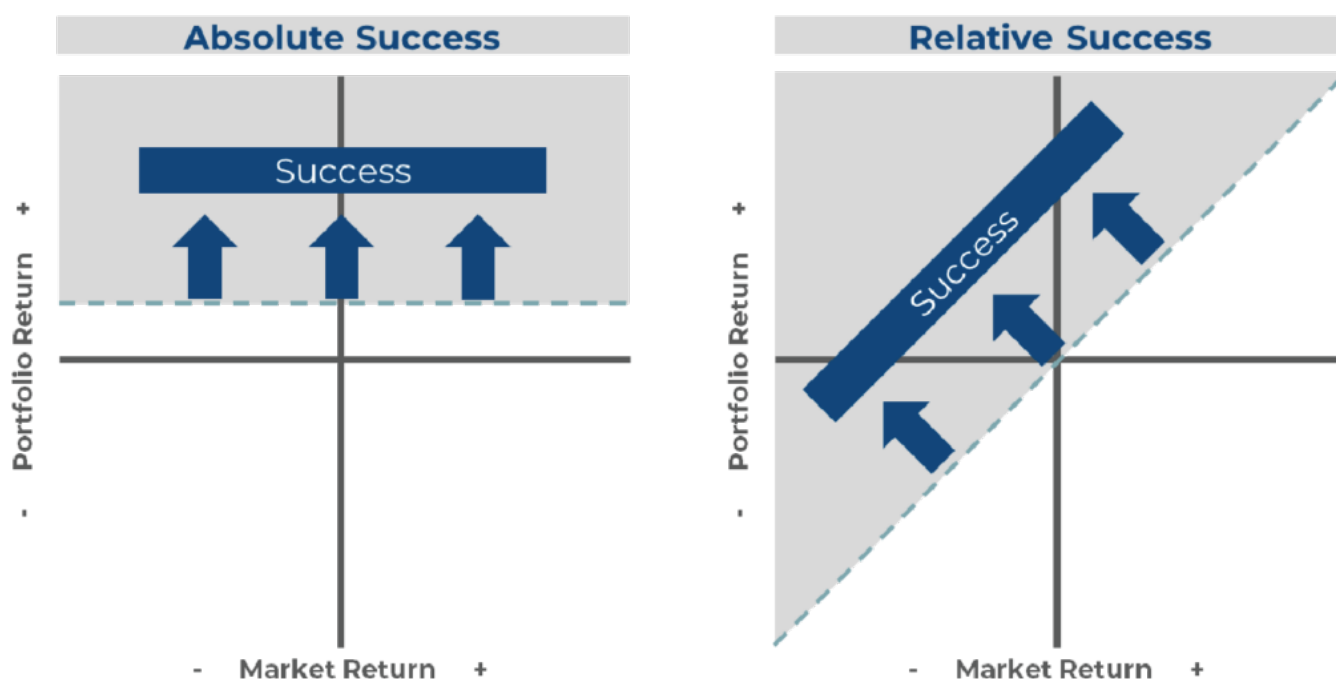 Absolute Success
Success
- Portfolio Return +
- Market Return +
Relative Success
Success
- Portfolio Return +
- Market Return +